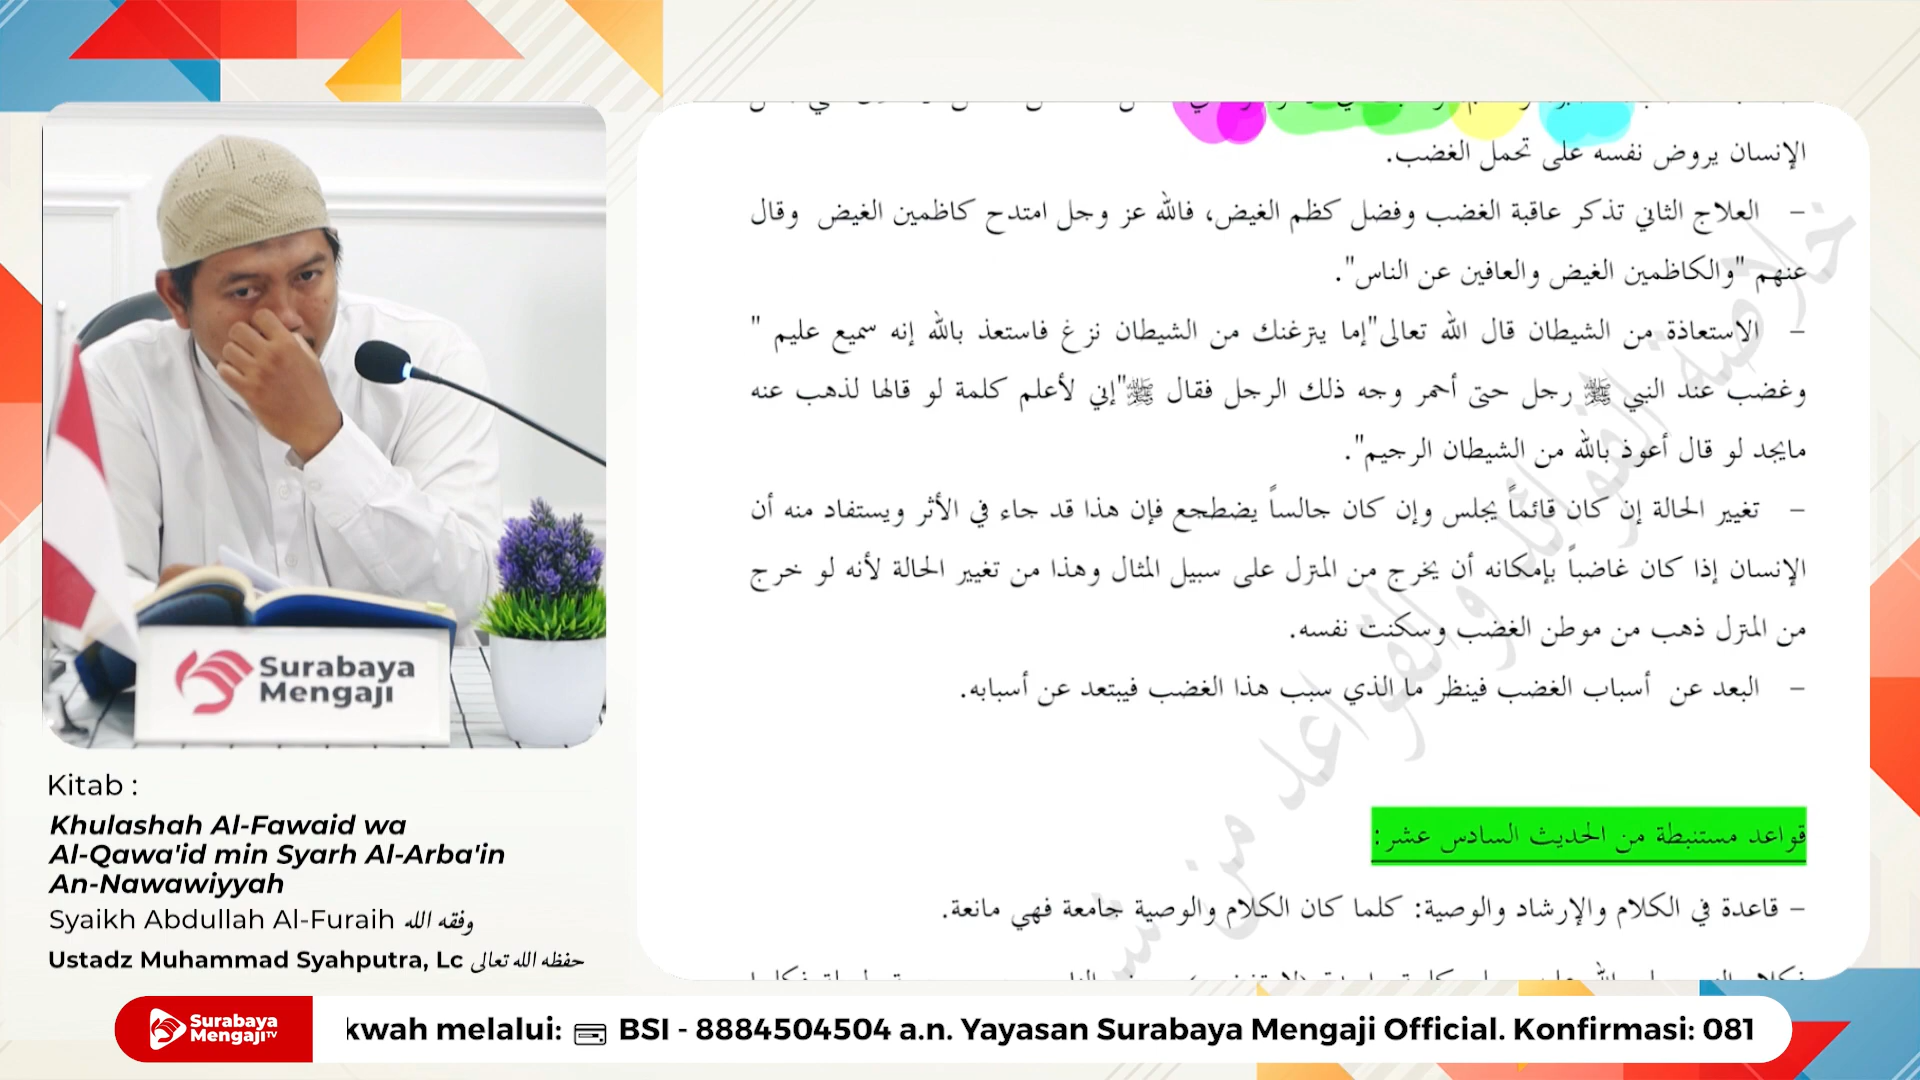 الإنسان يروض نفسه على تحمل الغضب.
– العلاج الثاني تذكر عاقبة الغضب وفضل كظم الغيض، فالله عز وجل امتدح كاظمين الغيض وقال
عنهم "والكاظمين الغيض والعافين عن الناس".
– الاستعاذة من الشيطان قال الله تعالى"إما ينزغنك من الشيطان نزغ فاستعذ بالله إنه سميع عليم "
وغضب عند النبي ﷺ رجل حتى أحمر وجه ذلك الرجل فقال ﷺ"إني لأعلم كلمة لو قالها لذهب عنه
مايجد لو قال أعوذ بالله من الشيطان الرجيم".
– تغيير الحالة إن كان قائماً يجلس وإن كان جالساً يضطجع فإن هذا قد جاء في الأثر ويستفاد منه أن
الإنسان إذا كان غاضباً بإمكانه أن يخرج من المنزل على سبيل المثال وهذا من تغيير الحالة لأنه لو خرج
من المنزل ذهب من موطن الغضب وسكنت نفسه.
– البعد عن أسباب الغضب فينظر ما الذي سبب هذا الغضب فيبتعد عن أسبابه.
قواعد مستنبطة من الحديث السادس عشر:
– قاعدة في الكلام والإرشاد والوصية: كلما كان الكلام والوصية جامعة فهي مانعة.
خلاصة الفوائد والقواعد من
Surabaya
Mengaji
Kitab :
Khulashah Al-Fawaid wa
Al-Qawa'id min Syarh Al-Arba'in
An-Nawawiyyah
Syaikh Abdullah Al-Furaih وفقه الله
Ustadz Muhammad Syahputra, Lc حفظه الله تعالى
Surabaya
MengajiTV
kwah melalui: BSI - 8884504504 a.n. Yayasan Surabaya Mengaji Official. Konfirmasi: 081